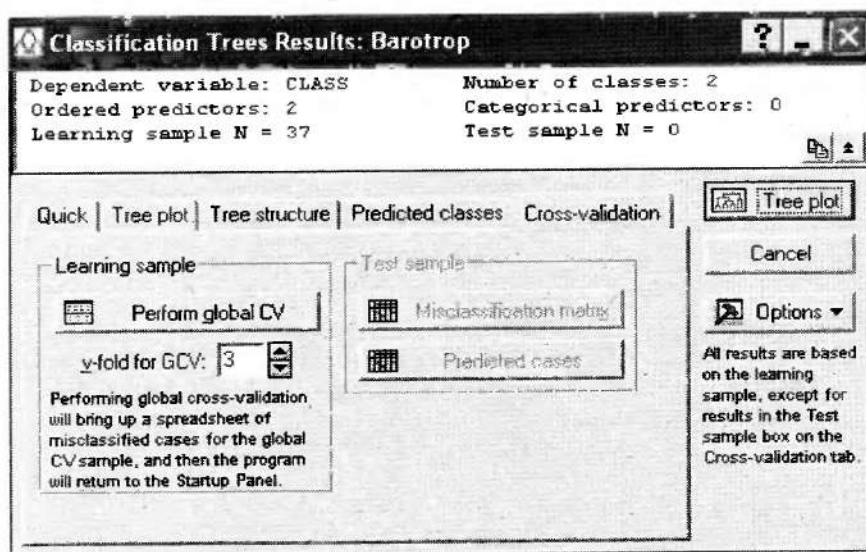 Classification Trees Results: Barotrop
Dependent variable: CLASS Number of classes: 2
Ordered predictors: 2 Categorical predictors: 0
Learning sample N = 37 Test sample N = 0
Quick Tree plot Tree structure Predicted classes Cross-validation
Learning sample
Perform global CV
v-fold for GCV: 3
Performing global cross-validation
will bring up a spreadsheet of
misclassified cases for the global
CV sample, and then the program
will return to the Startup Panel.
Test sample
Misclassification matrix
Predicted cases
Tree plot
Cancel
Options
All results are based
on the learning
sample, except for
results in the Test
sample box on the
Cross-validation tab.